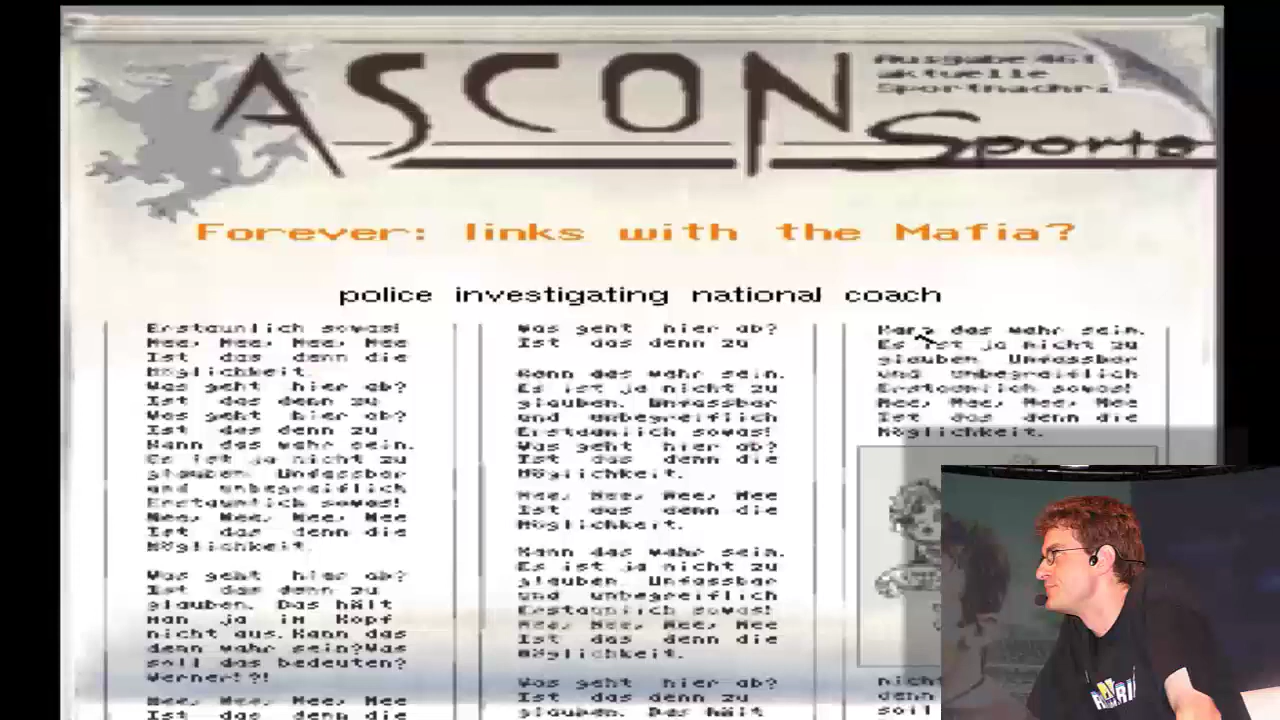 ASCON
Ausgabe 461
aktuelle
Sportnachri
Sports
Forever: links with the Mafia?
police investigating national coach
Erstaunlich sowas!
Nee, Nee, Nee, Nee
Ist das denn die
Möglichkeit.
Was geht hier ab?
Ist das denn zu
Was geht hier ab?
Ist das denn zu
Kann das wahr sein.
Es ist ja nicht zu
glauben. Unfassbar
und unbegreiflich
Erstaunlich sowas!
Nee, Nee, Nee, Nee
Ist das denn die
Möglichkeit.
Was geht hier ab?
Ist das denn zu
glauben. Das hält
man ja im Kopf
nicht aus. Kann das
denn wahr sein?Was
soll das bedeuten?
Werner!?!
Nee, Nee, Nee, Nee
Ist das denn die
Was geht hier ab?
Ist das denn zu
Kann das wahr sein.
Es ist ja nicht zu
glauben. Unfassbar
und unbegreiflich
Erstaunlich sowas!
Was geht hier ab?
Ist das denn die
Möglichkeit.
Nee, Nee, Nee, Nee
Ist das denn die
Möglichkeit.
Kann das wahr sein.
Es ist ja nicht zu
glauben. Unfassbar
und unbegreiflich
Erstaunlich sowas!
Nee, Nee, Nee, Nee
Ist das denn die
Möglichkeit.
Was geht hier ab?
Ist das denn zu
glauben. Das hält
Kann das wahr sein.
Es ist ja nicht zu
glauben. Unfassbar
und unbegreiflich
Erstaunlich sowas!
Nee, Nee, Nee, Nee
Ist das denn die
Möglichkeit.
nicht
denn
soll